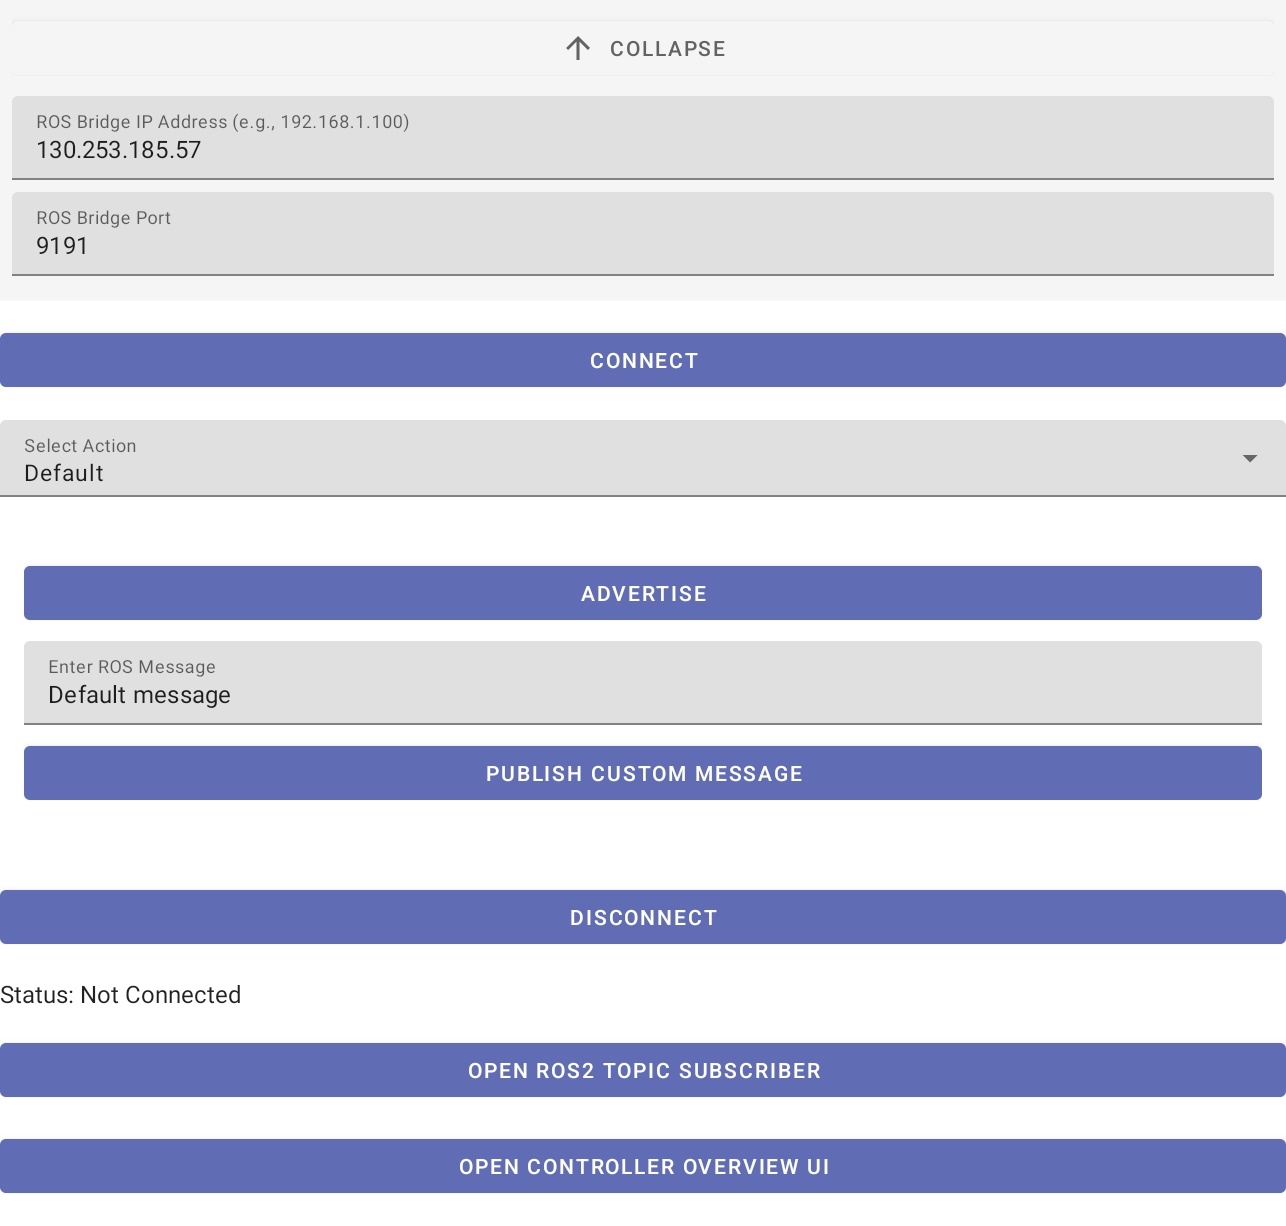 COLLAPSE
ROS Bridge IP Address (e.g., 192.168.1.100)
130.253.185.57
ROS Bridge Port
9191
CONNECT
Select Action
Default
ADVERTISE
Enter ROS Message
Default message
PUBLISH CUSTOM MESSAGE
DISCONNECT
Status: Not Connected
OPEN ROS2 TOPIC SUBSCRIBER
OPEN CONTROLLER OVERVIEW UI